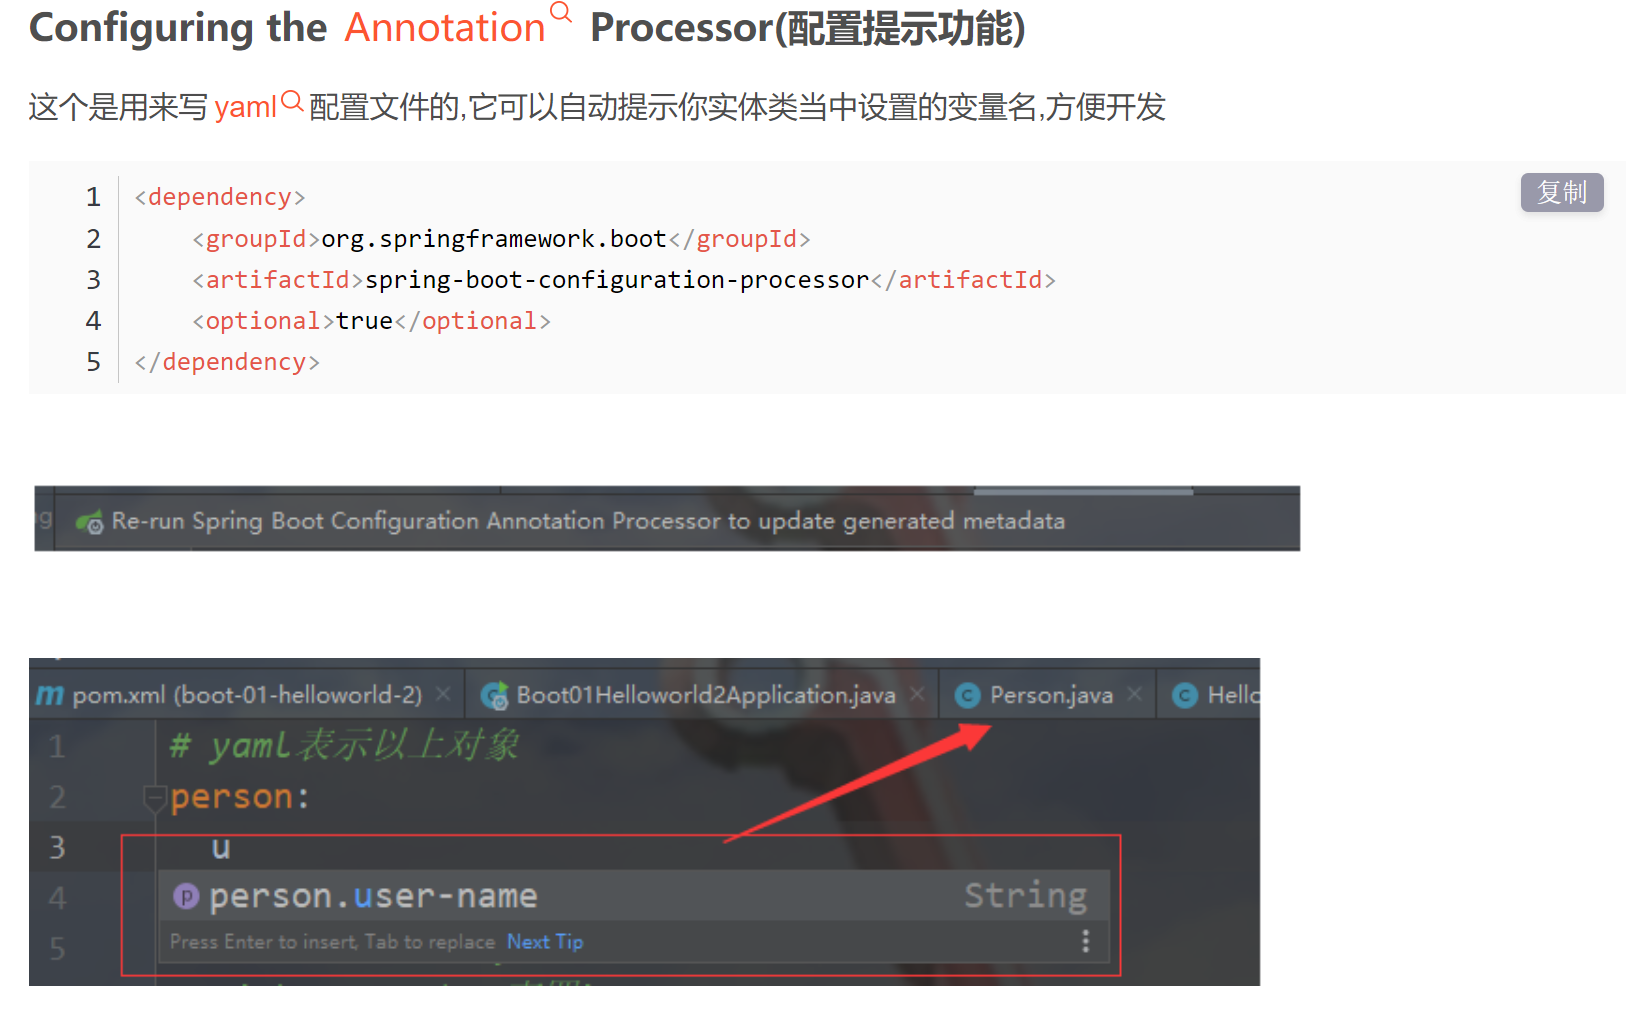 Configuring the Annotation Processor(配置提示功能)
这个是用来写 yaml 配置文件的,它可以自动提示你实体类当中设置的变量名,方便开发
复制
1 <dependency>
2 <groupId>org.springframework.boot</groupId>
3 <artifactId>spring-boot-configuration-processor</artifactId>
4 <optional>true</optional>
5 </dependency>
Re-run Spring Boot Configuration Annotation Processor to update generated metadata
pom.xml (boot-01-helloworld-2) Boot01Helloworld2Application.java Person.java Hello
1 # yaml表示以上对象
2 person:
3 u
4 person.user-name String
5 Press Enter to insert, Tab to replace Next Tip